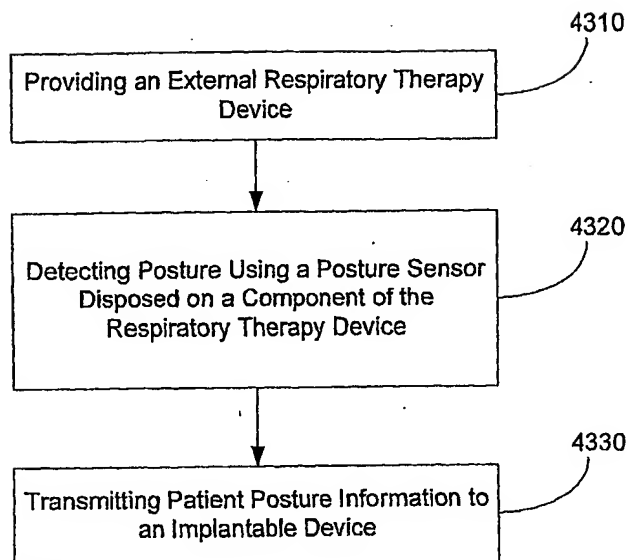 4310
Providing an External Respiratory Therapy
Device
4320
Detecting Posture Using a Posture Sensor
Disposed on a Component of the
Respiratory Therapy Device
4330
Transmitting Patient Posture Information to
an Implantable Device